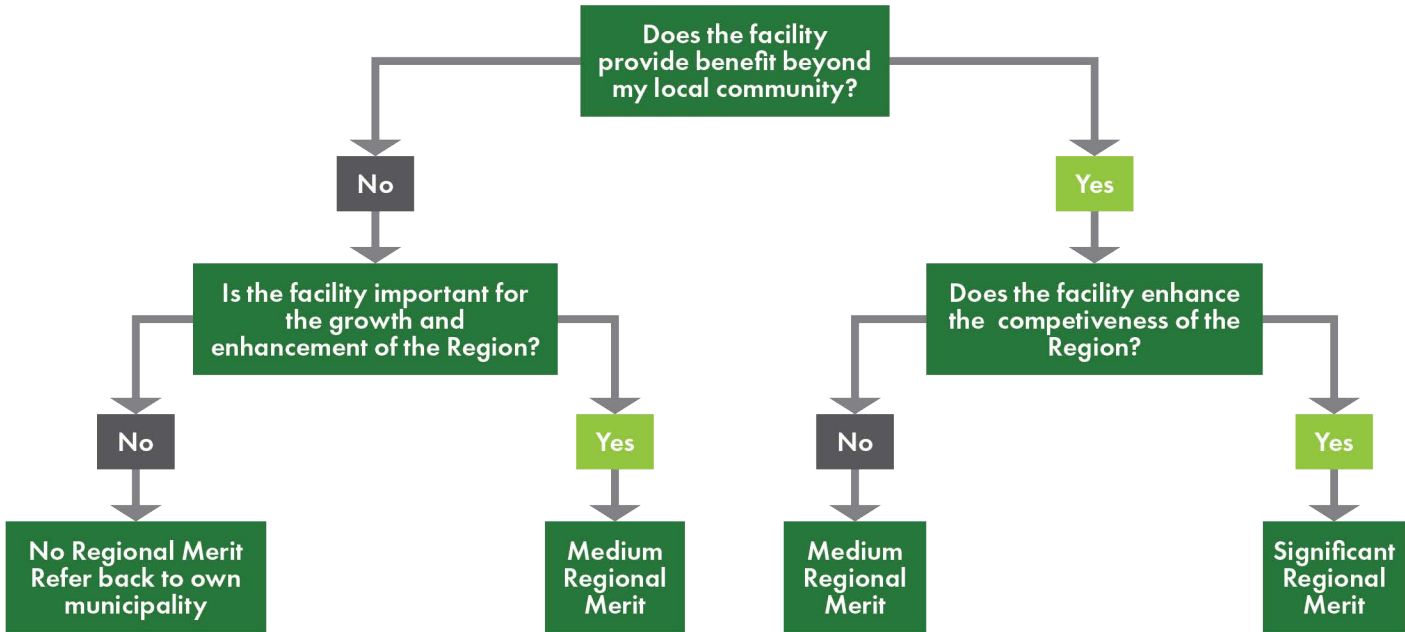 Does the facility
provide benefit beyond
my local community?
No
Yes
Is the facility important for
the growth and
enhancement of the Region?
Does the facility enhance
the competiveness of the
Region?
No
Yes
No
Yes
No Regional Merit
Refer back to own
municipality
Medium
Regional
Merit
Medium
Regional
Merit
Significant
Regional
Merit